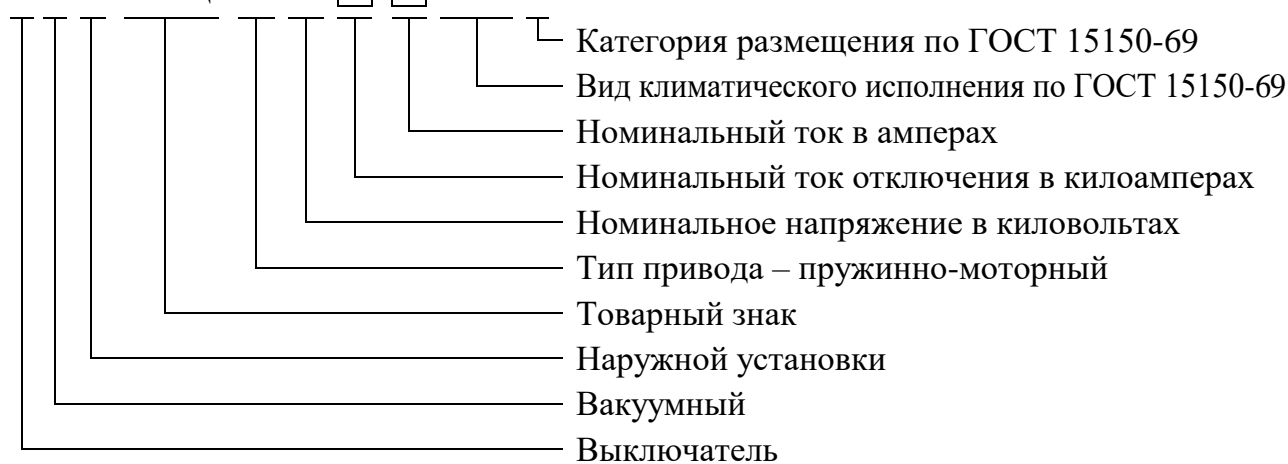 Категория размещения по ГОСТ 15150-69
Вид климатического исполнения по ГОСТ 15150-69
Номинальный ток в амперах
Номинальный ток отключения в килоамперах
Номинальное напряжение в киловольтах
Тип привода – пружинно-моторный
Товарный знак
Наружной установки
Вакуумный
Выключатель